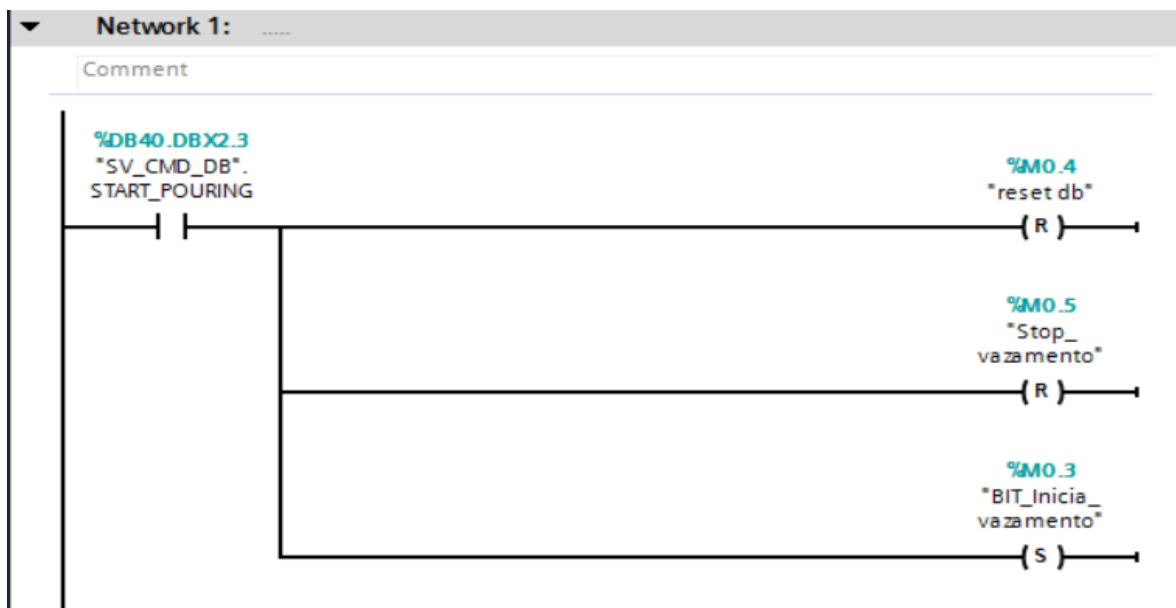 Network 1: .....
Comment
%DB40.DBX2.3
"SV_CMD_DB".
START_POURING
%M0.4
"reset db"
( R )
%M0.5
"Stop_
vazamento"
( R )
%M0.3
"BIT_Inicia_
vazamento"
( S )